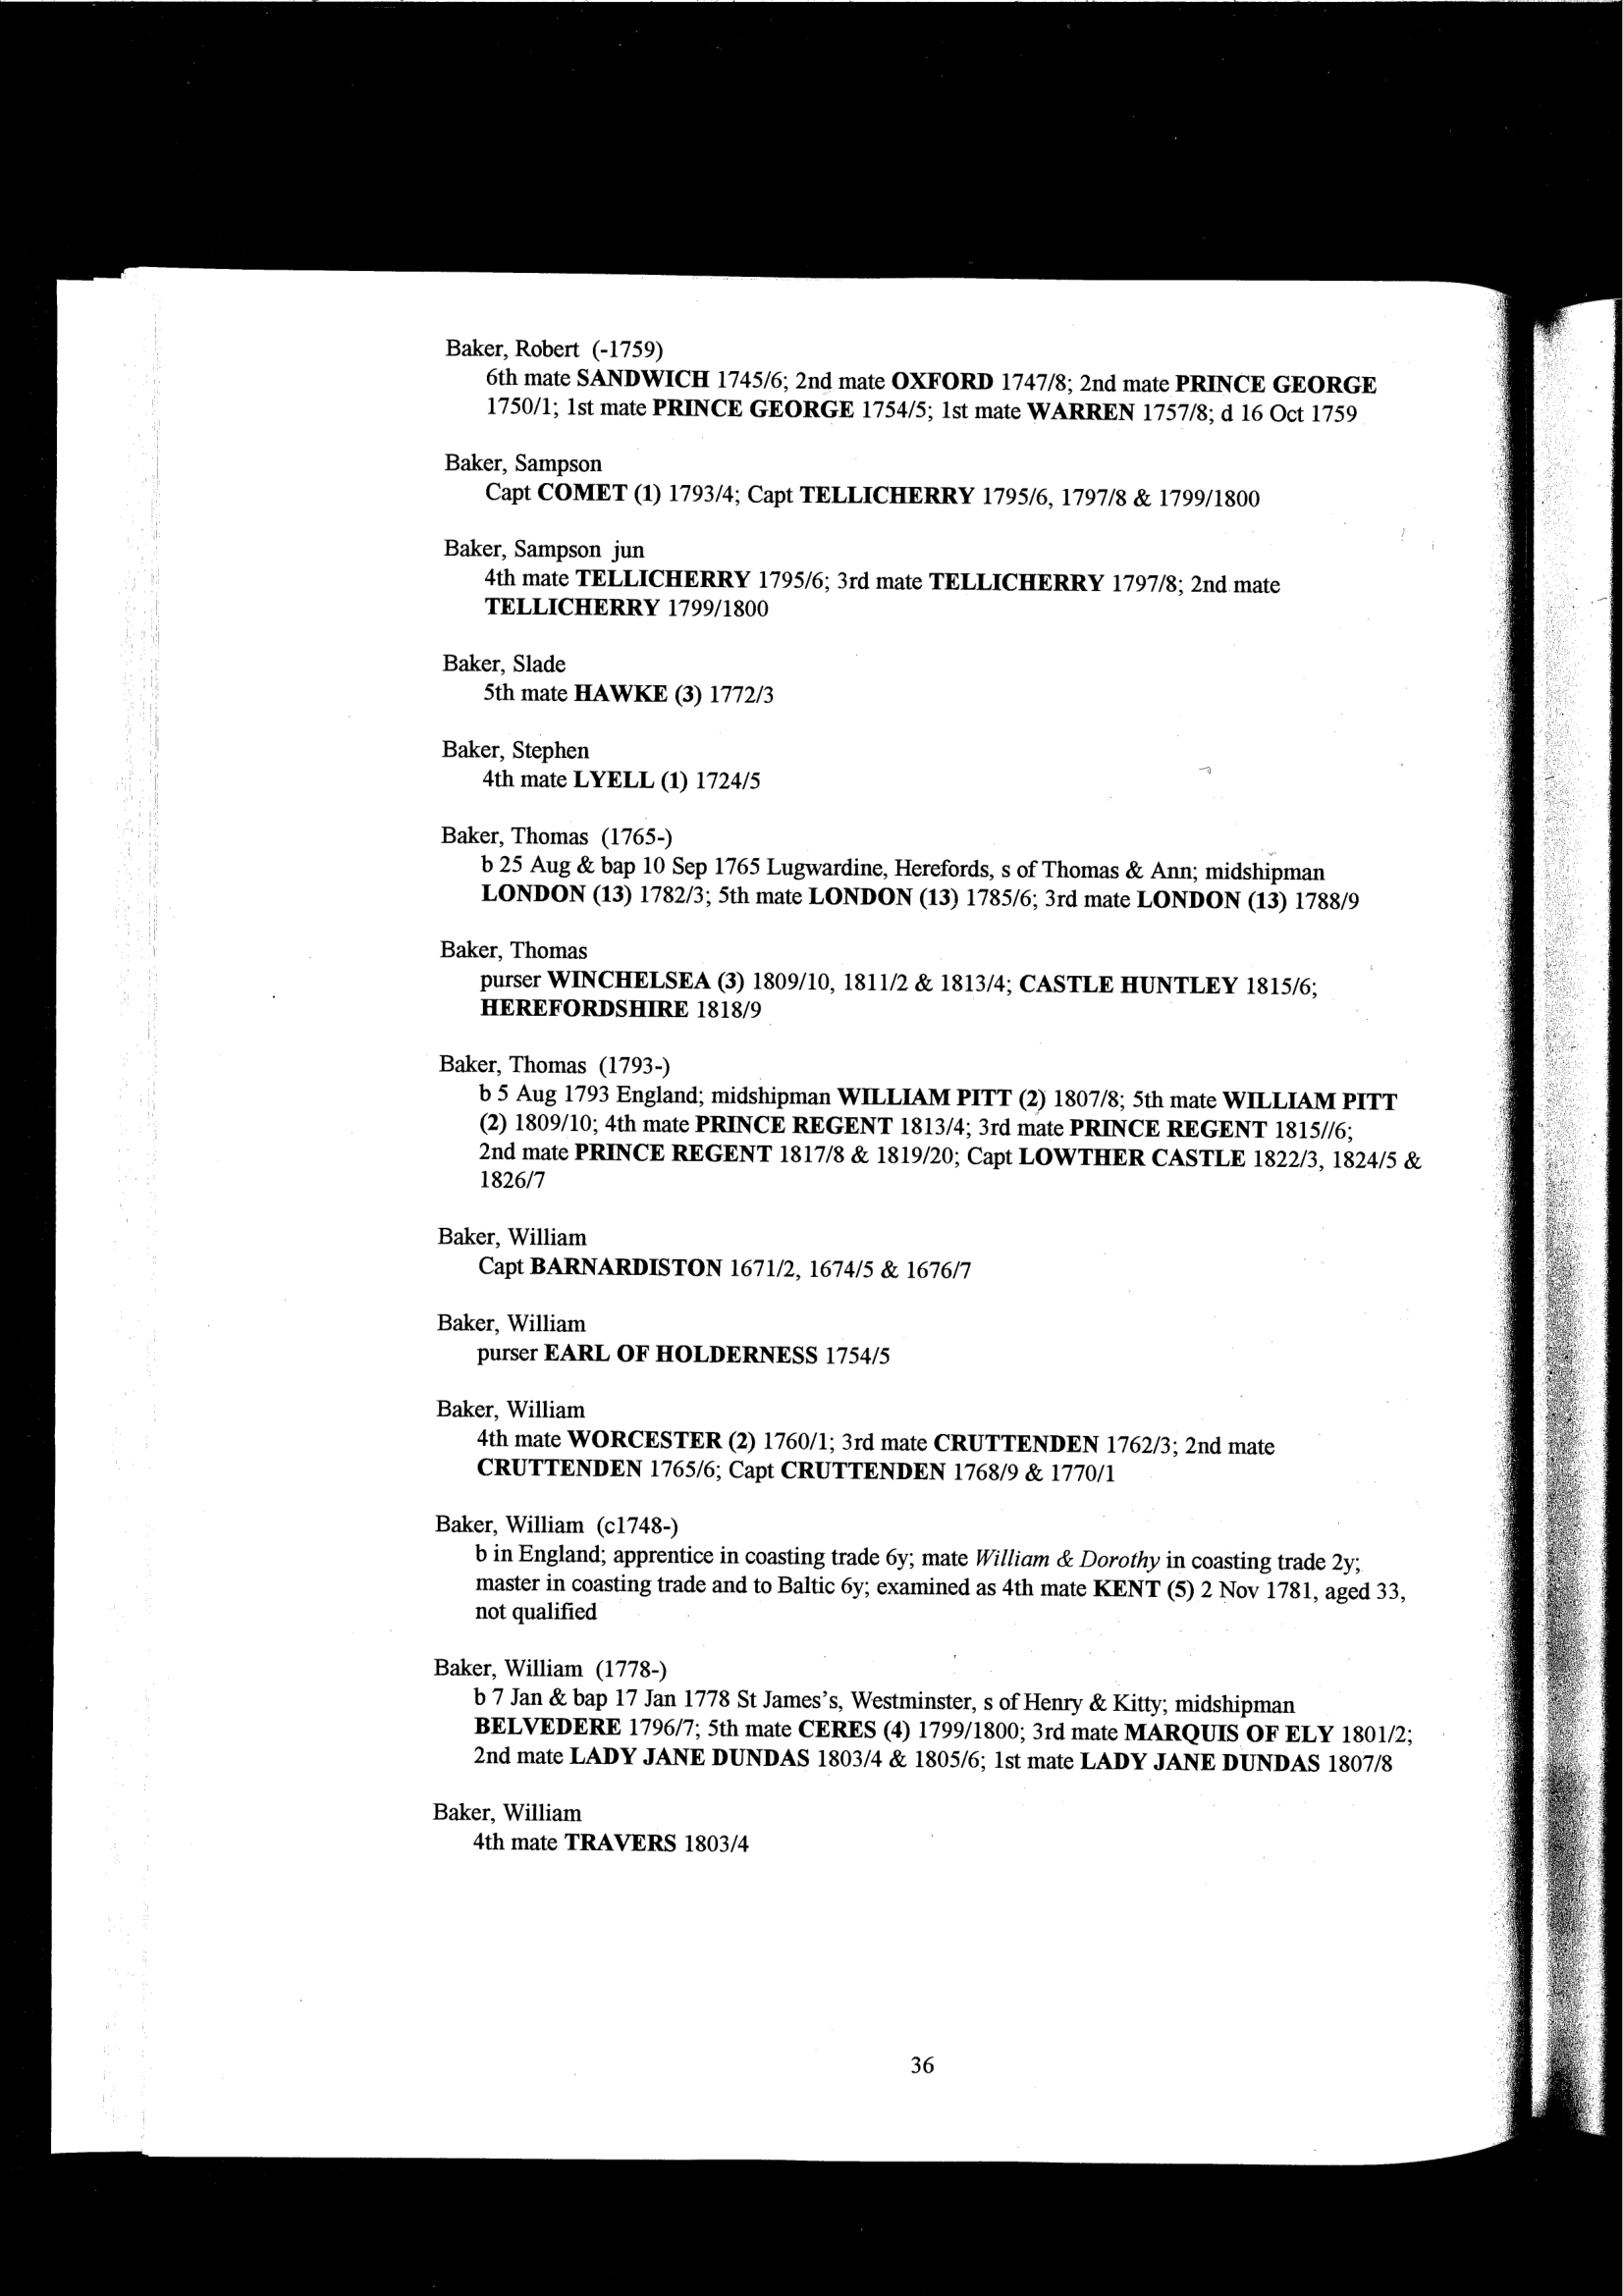 Baker, Robert (-1759)
6th mate SANDWICH 1745/6; 2nd mate OXFORD 1747/8; 2nd mate PRINCE GEORGE
1750/1; 1st mate PRINCE GEORGE 1754/5; 1st mate WARREN 1757/8; d 16 Oct 1759
Baker, Sampson
Capt COMET (1) 1793/4; Capt TELLICHERRY 1795/6, 1797/8 & 1799/1800
Baker, Sampson jun
4th mate TELLICHERRY 1795/6; 3rd mate TELLICHERRY 1797/8; 2nd mate
TELLICHERRY 1799/1800
Baker, Slade
5th mate HAWKE (3) 1772/3
Baker, Stephen
4th mate LYELL (1) 1724/5
Baker, Thomas (1765-)
b 25 Aug & bap 10 Sep 1765 Lugwardine, Herefords, s of Thomas & Ann; midshipman
LONDON (13) 1782/3; 5th mate LONDON (13) 1785/6; 3rd mate LONDON (13) 1788/9
Baker, Thomas
purser WINCHELSEA (3) 1809/10, 1811/2 & 1813/4; CASTLE HUNTLEY 1815/6;
HEREFORDSHIRE 1818/9
Baker, Thomas (1793-)
b 5 Aug 1793 England; midshipman WILLIAM PITT (2) 1807/8; 5th mate WILLIAM PITT
(2) 1809/10; 4th mate PRINCE REGENT 1813/4; 3rd mate PRINCE REGENT 1815//6;
2nd mate PRINCE REGENT 1817/8 & 1819/20; Capt LOWTHER CASTLE 1822/3, 1824/5 &
1826/7
Baker, William
Capt BARNARDISTON 1671/2, 1674/5 & 1676/7
Baker, William
purser EARL OF HOLDERNESS 1754/5
Baker, William
4th mate WORCESTER (2) 1760/1; 3rd mate CRUTTENDEN 1762/3; 2nd mate
CRUTTENDEN 1765/6; Capt CRUTTENDEN 1768/9 & 1770/1
Baker, William (c1748-)
b in England; apprentice in coasting trade 6y; mate William & Dorothy in coasting trade 2y;
master in coasting trade and to Baltic 6y; examined as 4th mate KENT (5) 2 Nov 1781, aged 33,
not qualified
Baker, William (1778-)
b 7 Jan & bap 17 Jan 1778 St James's, Westminster, s of Henry & Kitty; midshipman
BELVEDERE 1796/7; 5th mate CERES (4) 1799/1800; 3rd mate MARQUIS OF ELY 1801/2;
2nd mate LADY JANE DUNDAS 1803/4 & 1805/6; 1st mate LADY JANE DUNDAS 1807/8
Baker, William
4th mate TRAVERS 1803/4
36